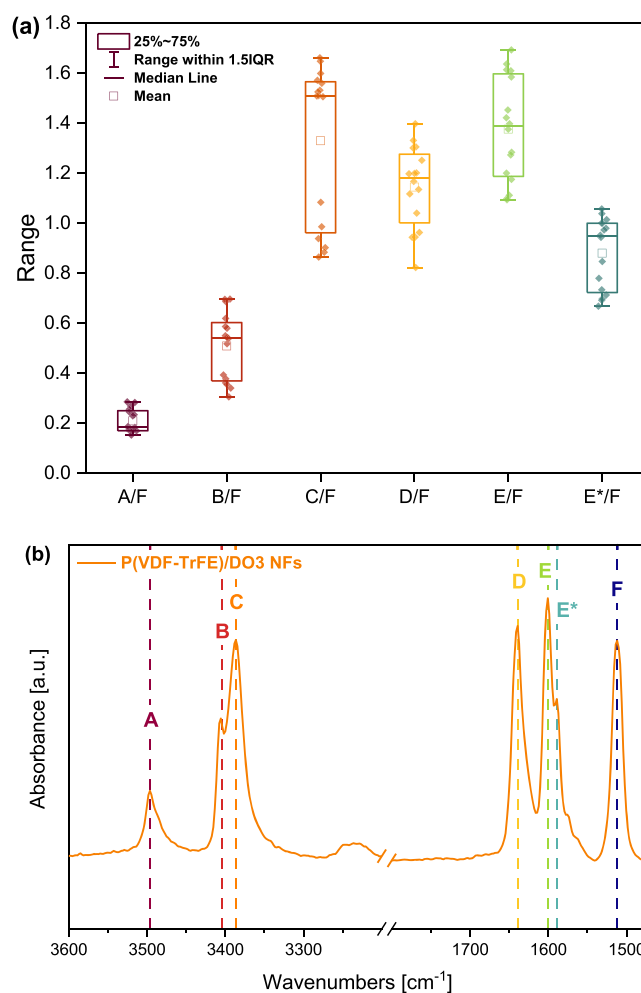 (a)
1.8
1.6
1.4
1.2
1.0
0.8
0.6
0.4
0.2
0.0
Range
25%~75%
Range within 1.5IQR
Median Line
Mean
A/F B/F C/F D/F E/F E*/F
(b)
P(VDF-TrFE)/DO3 NFs
A
B
C
D
E
E*
F
Absorbance [a.u.]
3600 3500 3400 3300 1700 1600 1500
Wavenumbers [cm⁻¹]